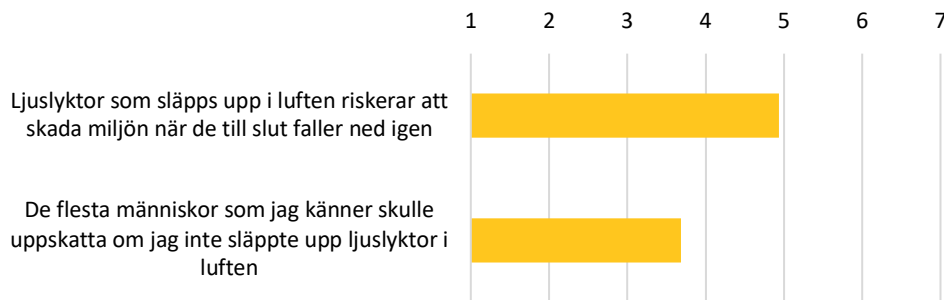 1 2 3 4 5 6 7
Ljuslyktor som släpps upp i luften riskerar att
skada miljön när de till slut faller ned igen
De flesta människor som jag känner skulle
uppskatta om jag inte släppte upp ljuslyktor i
luften